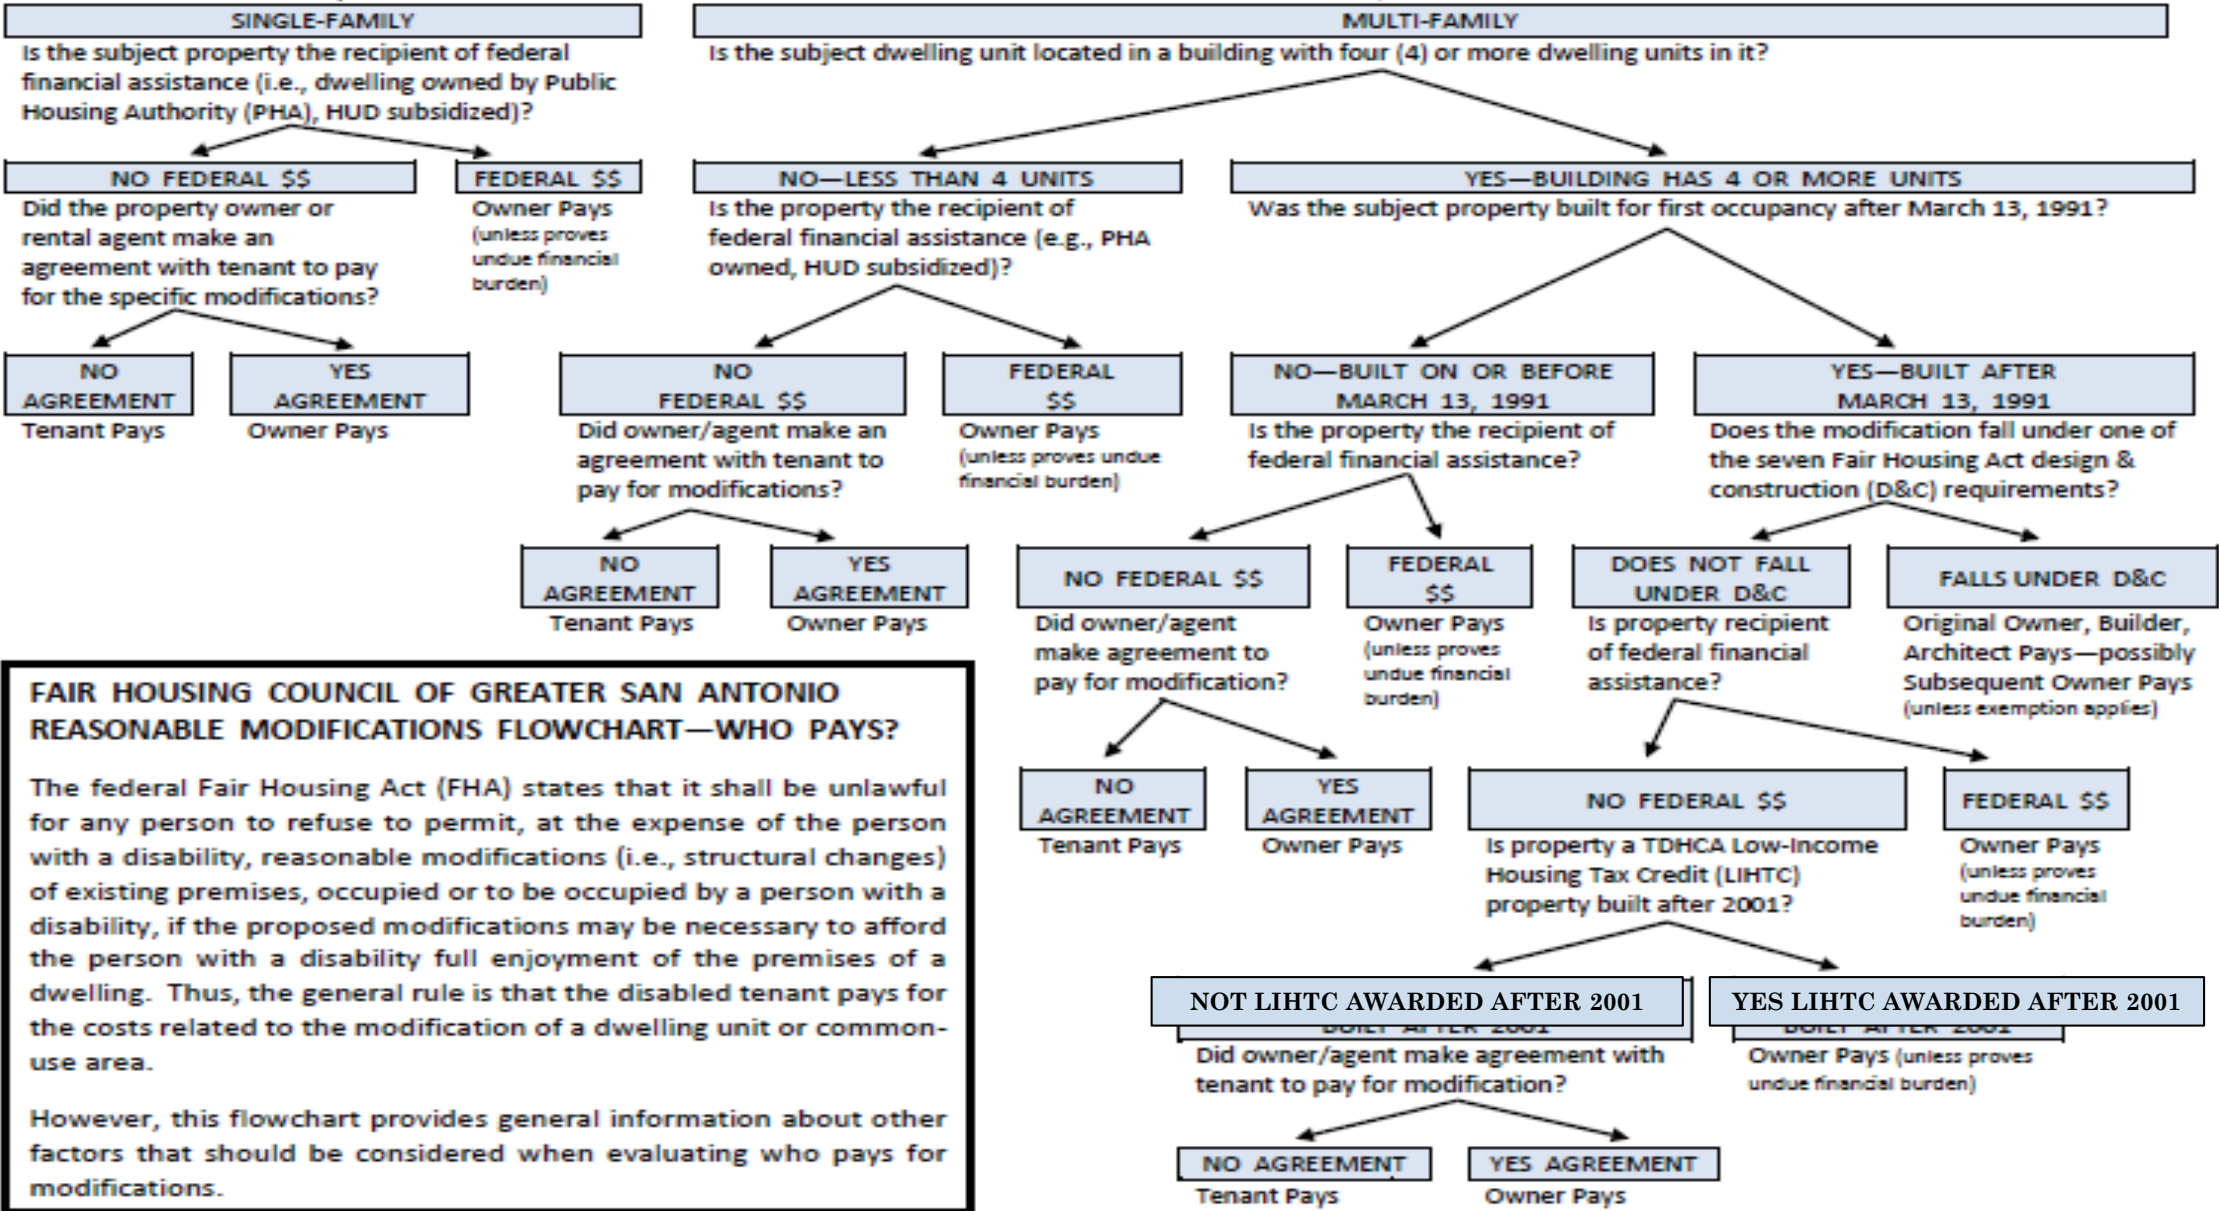 SINGLE-FAMILY
Is the subject property the recipient of federal
financial assistance (i.e., dwelling owned by Public
Housing Authority (PHA), HUD subsidized)?
MULTI-FAMILY
Is the subject dwelling unit located in a building with four (4) or more dwelling units in it?
NO FEDERAL $$
Did the property owner or
rental agent make an
agreement with tenant to pay
for the specific modifications?
FEDERAL $$
Owner Pays
(unless proves
undue financial
burden)
NO—LESS THAN 4 UNITS
Is the property the recipient of
federal financial assistance (e.g., PHA
owned, HUD subsidized)?
YES—BUILDING HAS 4 OR MORE UNITS
Was the subject property built for first occupancy after March 13, 1991?
NO
AGREEMENT
Tenant Pays
YES
AGREEMENT
Owner Pays
NO
FEDERAL $$
Did owner/agent make an
agreement with tenant to
pay for modifications?
FEDERAL
$$
Owner Pays
(unless proves undue
financial burden)
NO—BUILT ON OR BEFORE
MARCH 13, 1991
Is the property the recipient of
federal financial assistance?
YES—BUILT AFTER
MARCH 13, 1991
Does the modification fall under one of
the seven Fair Housing Act design &
construction (D&C) requirements?
NO
AGREEMENT
Tenant Pays
YES
AGREEMENT
Owner Pays
NO FEDERAL $$
Did owner/agent
make agreement to
pay for modification?
FEDERAL
$$
Owner Pays
(unless proves
undue financial
burden)
DOES NOT FALL
UNDER D&C
Is property recipient
of federal financial
assistance?
FALLS UNDER D&C
Original Owner, Builder,
Architect Pays—possibly
Subsequent Owner Pays
(unless exemption applies)
NO
AGREEMENT
Tenant Pays
YES
AGREEMENT
Owner Pays
NO FEDERAL $$
Is property a TDHCA Low-Income
Housing Tax Credit (LIHTC)
property built after 2001?
FEDERAL $$
Owner Pays
(unless proves
undue financial
burden)
NOT LIHTC AWARDED AFTER 2001
BUILT AFTER 2001
Did owner/agent make agreement with
tenant to pay for modification?
YES LIHTC AWARDED AFTER 2001
BUILT AFTER 2001
Owner Pays (unless proves
undue financial burden)
NO AGREEMENT
Tenant Pays
YES AGREEMENT
Owner Pays
FAIR HOUSING COUNCIL OF GREATER SAN ANTONIO
REASONABLE MODIFICATIONS FLOWCHART—WHO PAYS?
The federal Fair Housing Act (FHA) states that it shall be unlawful
for any person to refuse to permit, at the expense of the person
with a disability, reasonable modifications (i.e., structural changes)
of existing premises, occupied or to be occupied by a person with a
disability, if the proposed modifications may be necessary to afford
the person with a disability full enjoyment of the premises of a
dwelling. Thus, the general rule is that the disabled tenant pays for
the costs related to the modification of a dwelling unit or common-
use area.
However, this flowchart provides general information about other
factors that should be considered when evaluating who pays for
modifications.